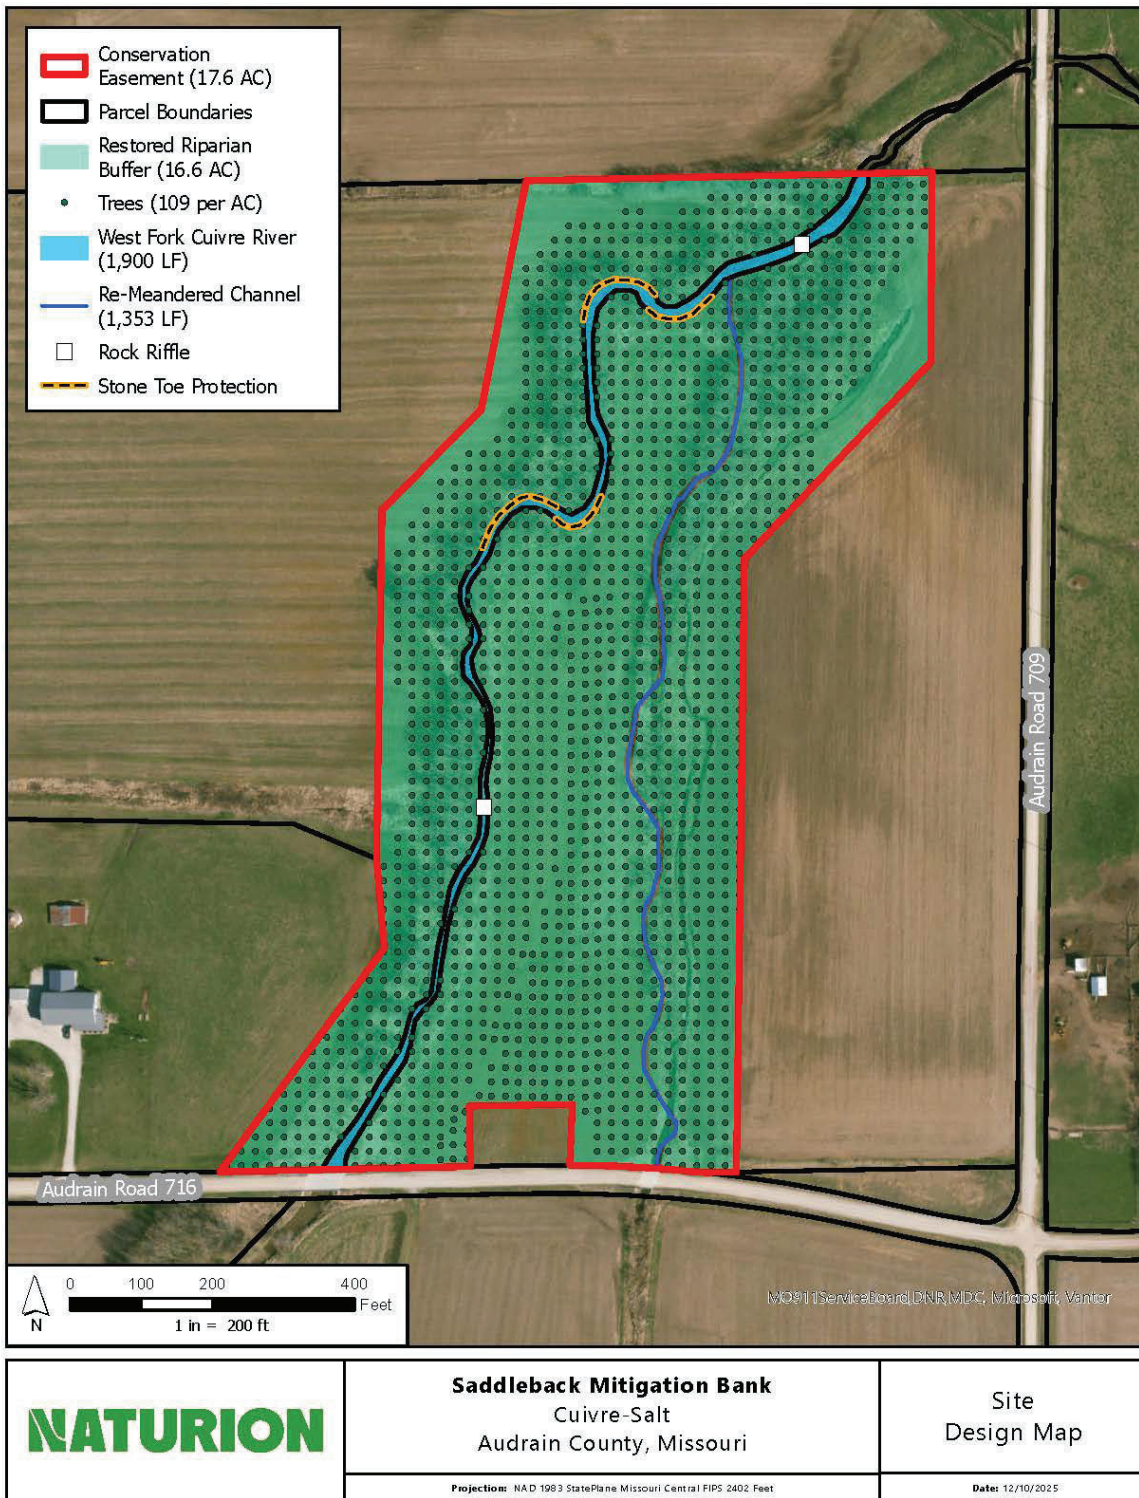 Conservation
Easement (17.6 AC)
Parcel Boundaries
Restored Riparian
Buffer (16.6 AC)
Trees (109 per AC)
West Fork Cuivre River
(1,900 LF)
Re-Meandered Channel
(1,353 LF)
Rock Riffle
Stone Toe Protection
Audrain Road 709
Audrain Road 716
0 100 200 400
Feet
N
1 in = 200 ft
MO911ServiceBoard,DNR,MDC, Microsoft, Vantor
NATURION
Saddleback Mitigation Bank
Cuivre-Salt
Audrain County, Missouri
Projection: NAD 1983 StatePlane Missouri Central FIPS 2402 Feet
Site
Design Map
Date: 12/10/2025